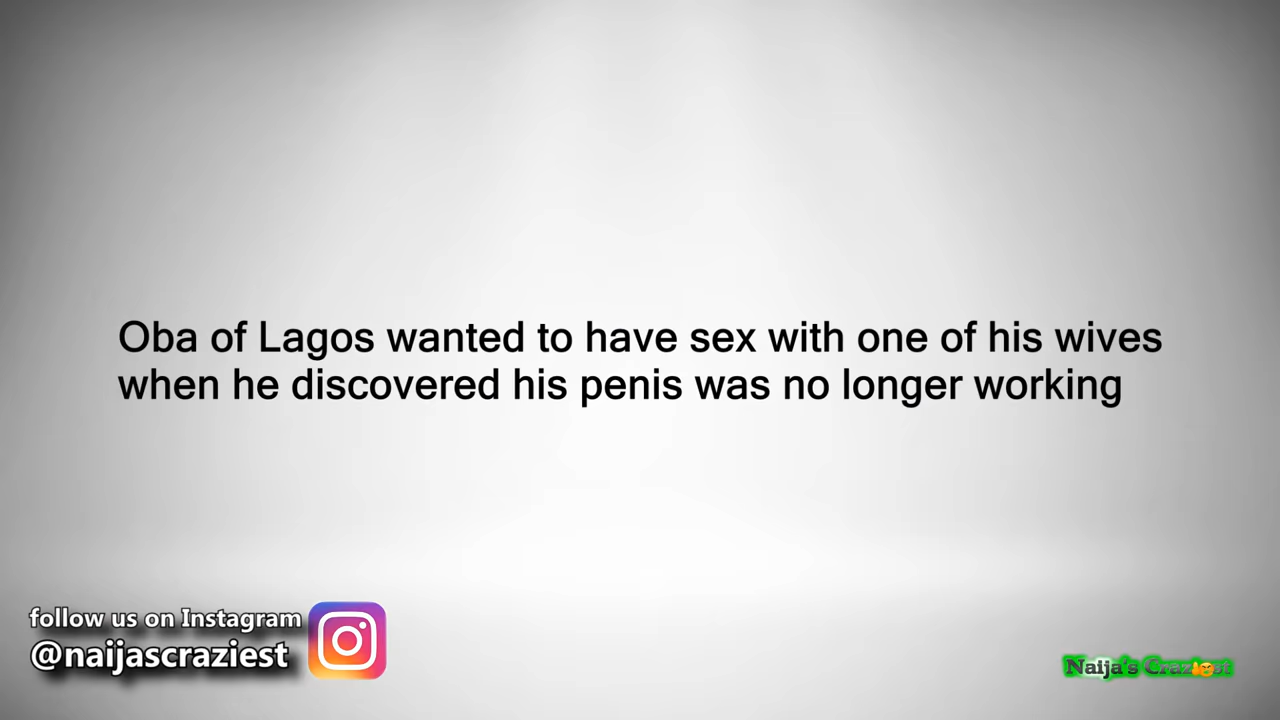 Oba of Lagos wanted to have sex with one of his wives
when he discovered his penis was no longer working
follow us on Instagram
@naijascraziest
Naija's Craziest